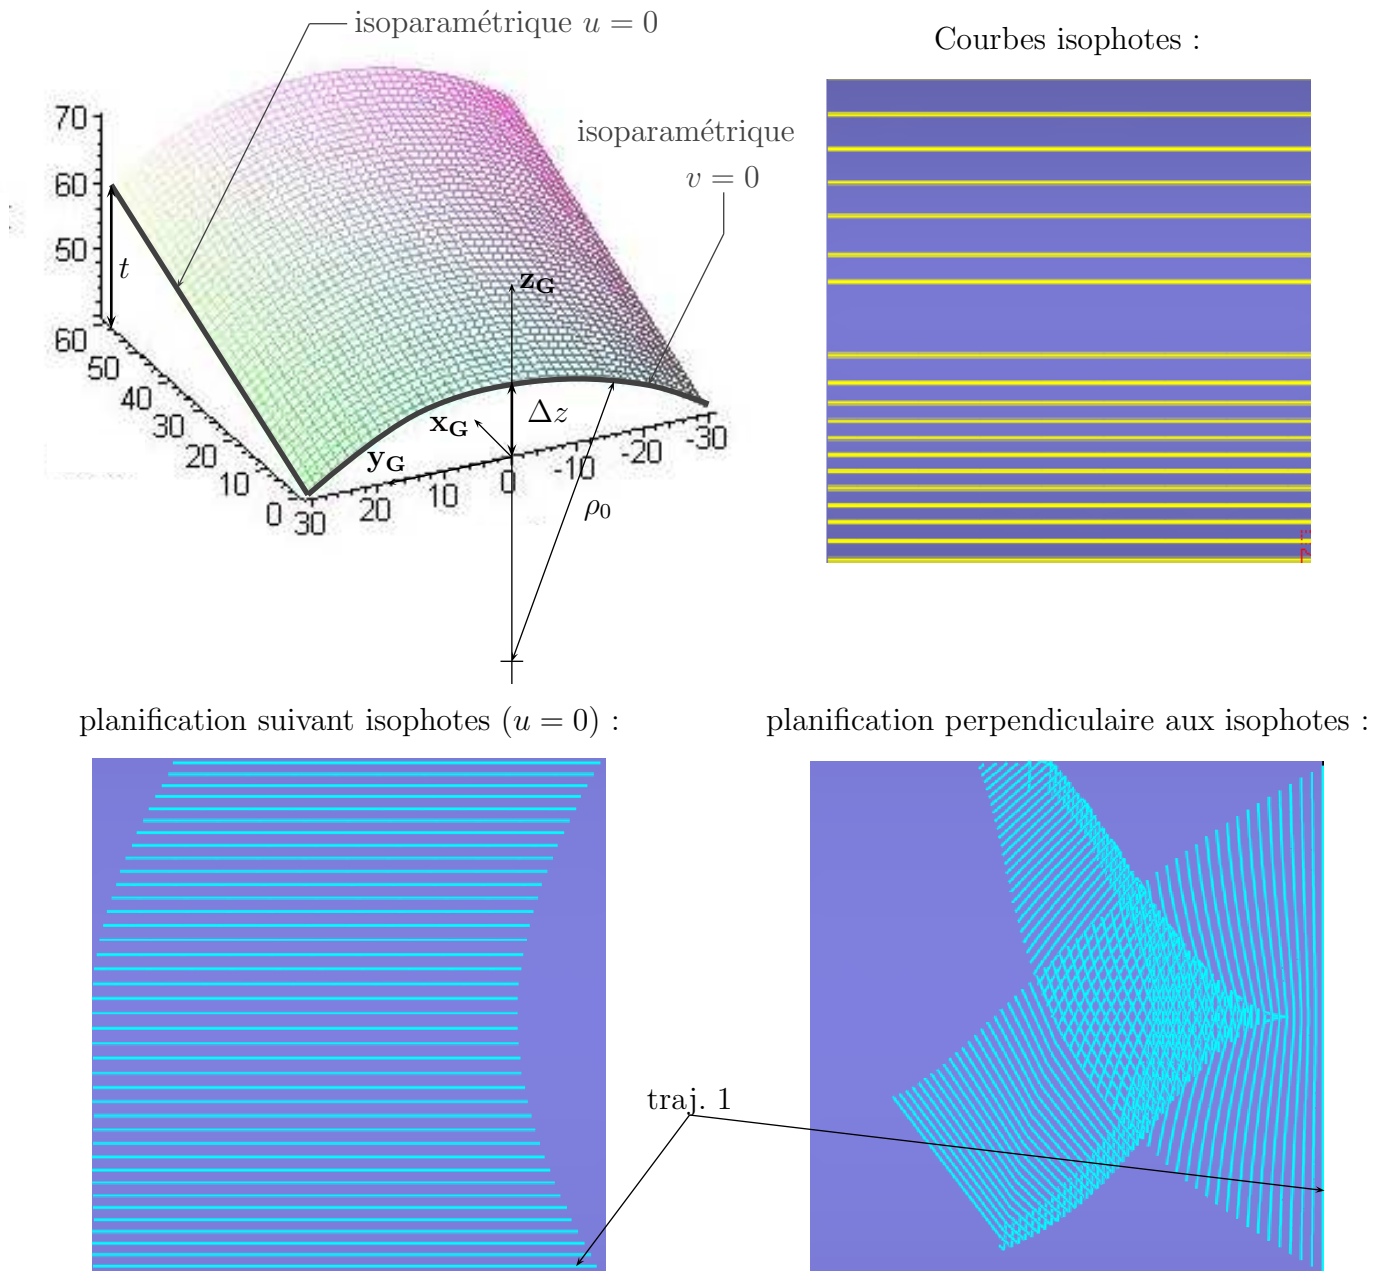 isoparamétrique u = 0
Courbes isophotes :
isoparamétrique
v = 0
70
60
50
t
60
50
40
30
20
10
0
30
20
10
0
-10
-20
-30
z_G
x_G
y_G
Δz
ρ₀
planification suivant isophotes (u = 0) :
planification perpendiculaire aux isophotes :
traj. 1